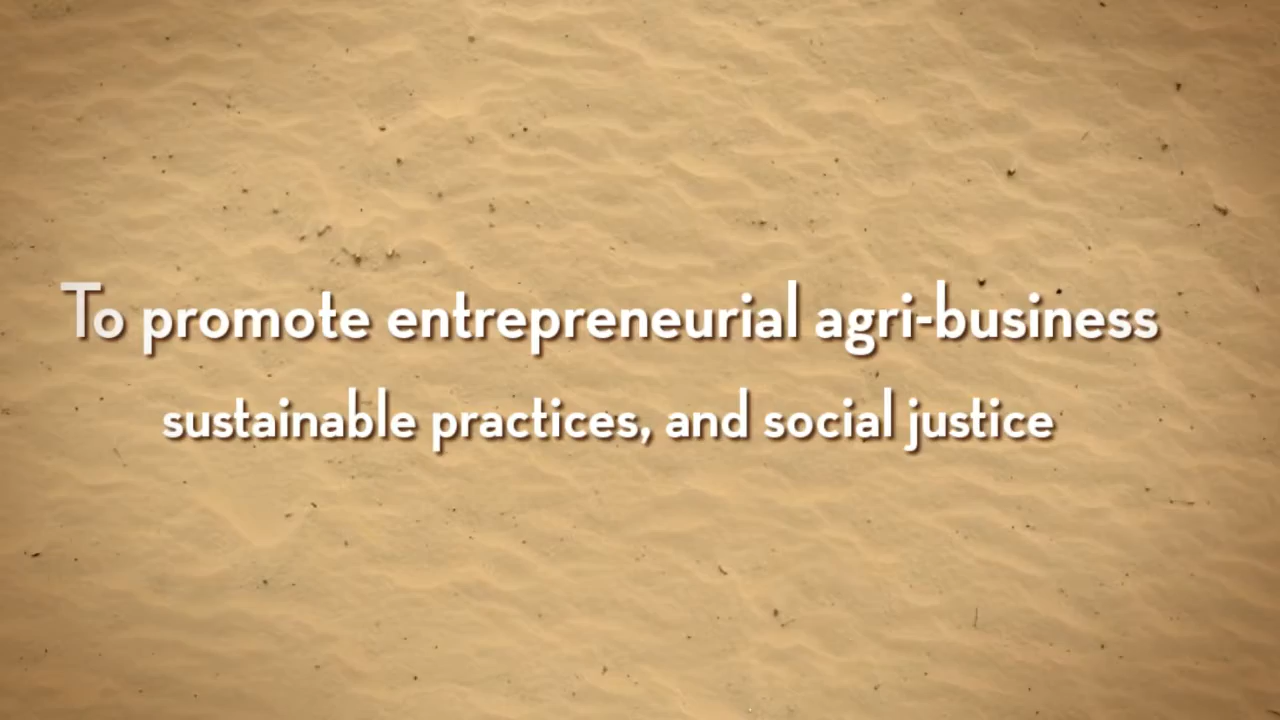 To promote entrepreneurial agri-business
sustainable practices, and social justice